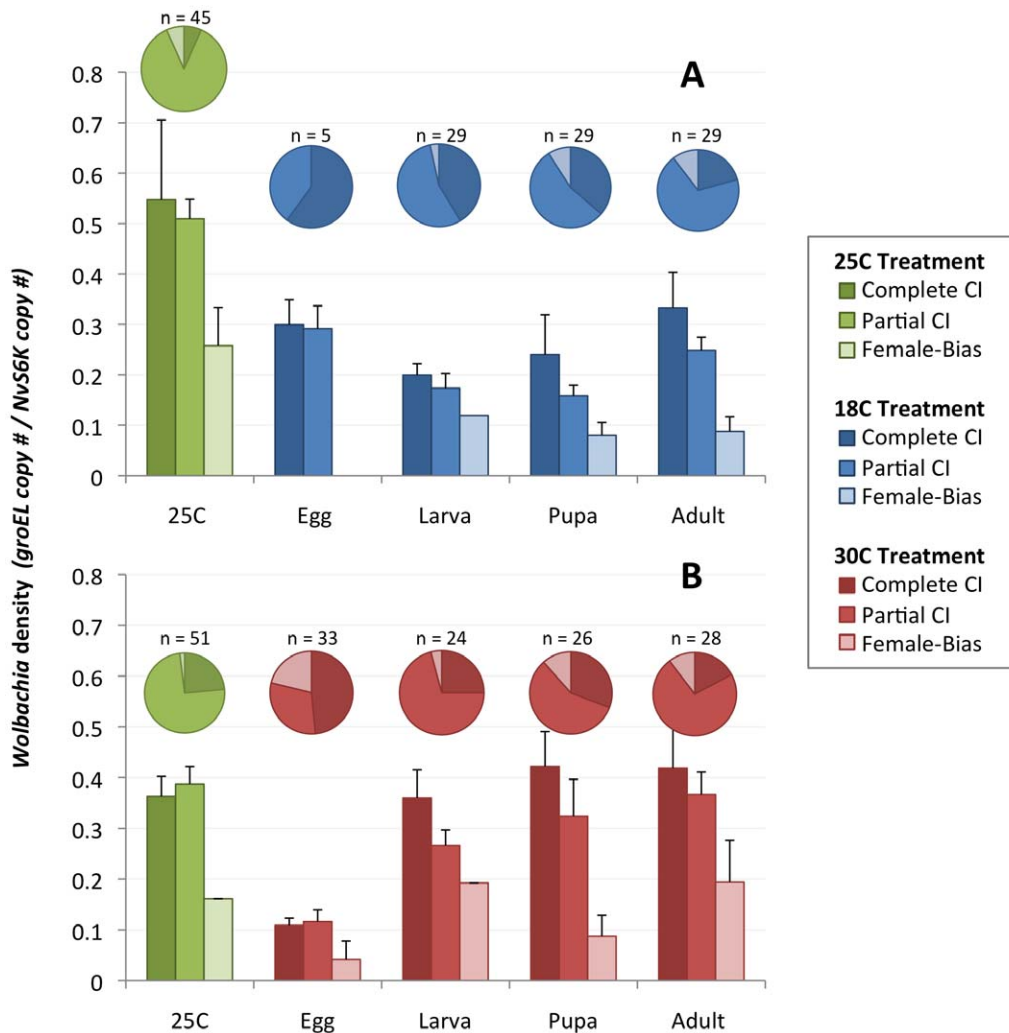 Wolbachia density (groEL copy # / NvS6K copy #)
A
n = 45
n = 5
n = 29
n = 29
n = 29
0.8
0.7
0.6
0.5
0.4
0.3
0.2
0.1
0
25C
Egg
Larva
Pupa
Adult
B
n = 51
n = 33
n = 24
n = 26
n = 28
0.8
0.7
0.6
0.5
0.4
0.3
0.2
0.1
0
25C
Egg
Larva
Pupa
Adult
25C Treatment
Complete CI
Partial CI
Female-Bias
18C Treatment
Complete CI
Partial CI
Female-Bias
30C Treatment
Complete CI
Partial CI
Female-Bias